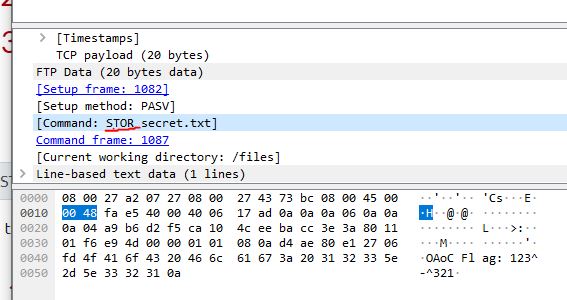 [Timestamps]
TCP payload (20 bytes)
FTP Data (20 bytes data)
[Setup frame: 1082]
[Setup method: PASV]
[Command: STOR secret.txt]
Command frame: 1087
[Current working directory: /files]
Line-based text data (1 lines)
0000 08 00 27 a2 07 27 08 00 27 43 73 bc 08 00 45 00 ··'··'·· 'Cs···E·
0010 00 48 fa e5 40 00 40 06 17 ad 0a 0a 0a 06 0a 0a ·H··@·@· ········
0020 0a 04 a9 b6 d2 f5 ca 10 4c ee ba cc 3e 3a 80 11 ········ L···>:··
0030 01 f6 e9 4d 00 00 01 01 08 0a d4 ae 80 e1 27 06 ···M···· ······'·
0040 fd 4f 41 6f 43 20 46 6c 61 67 3a 20 31 32 33 5e ·OAoC Fl ag: 123^
0050 2d 5e 33 32 31 0a -^321·